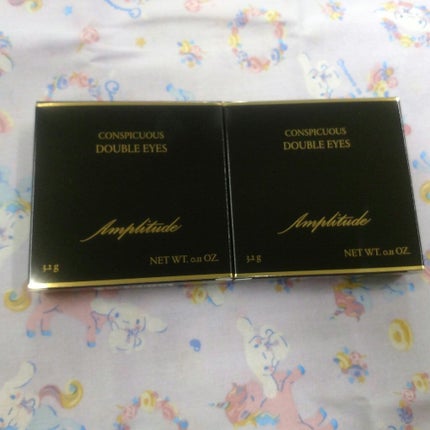 CONSPICUOUS
DOUBLE EYES
Amplitude
3.2 g NET WT. 0.11 OZ.
CONSPICUOUS
DOUBLE EYES
Amplitude
3.2 g NET WT. 0.11 OZ.